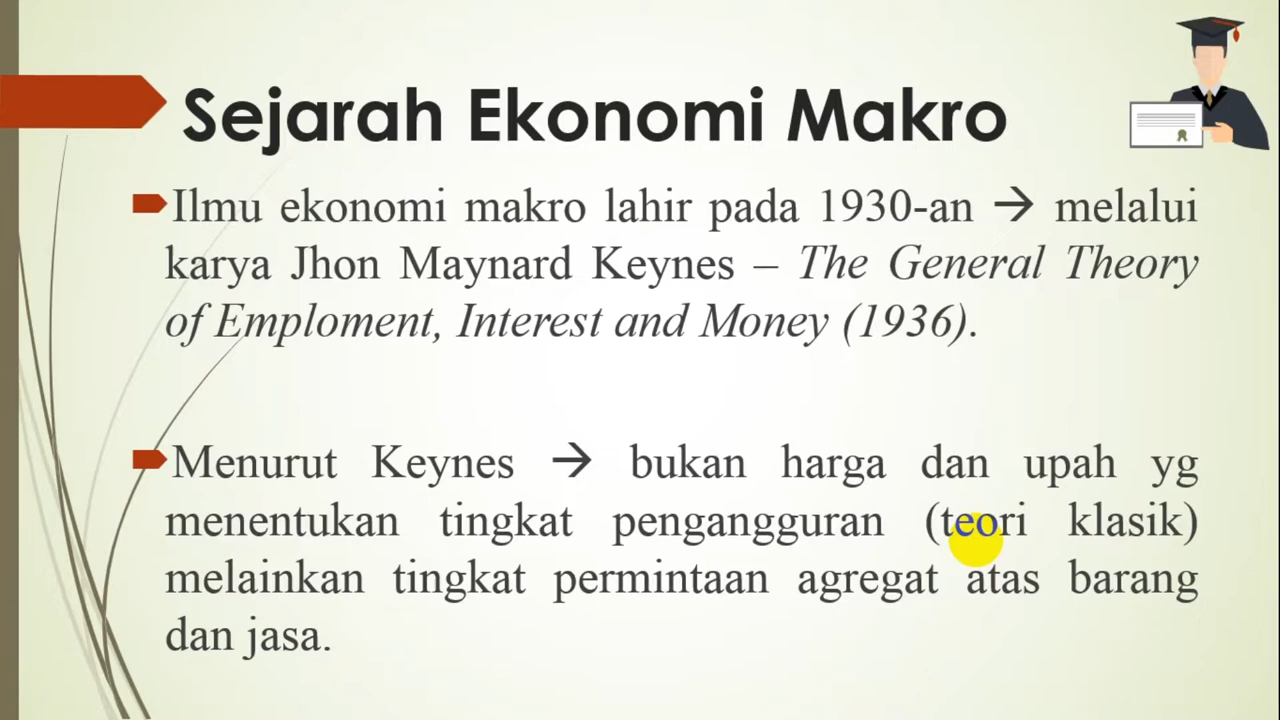 Sejarah Ekonomi Makro
Ilmu ekonomi makro lahir pada 1930-an → melalui
karya Jhon Maynard Keynes – The General Theory
of Emploment, Interest and Money (1936).
Menurut Keynes → bukan harga dan upah yg
menentukan tingkat pengangguran (teori klasik)
melainkan tingkat permintaan agregat atas barang
dan jasa.